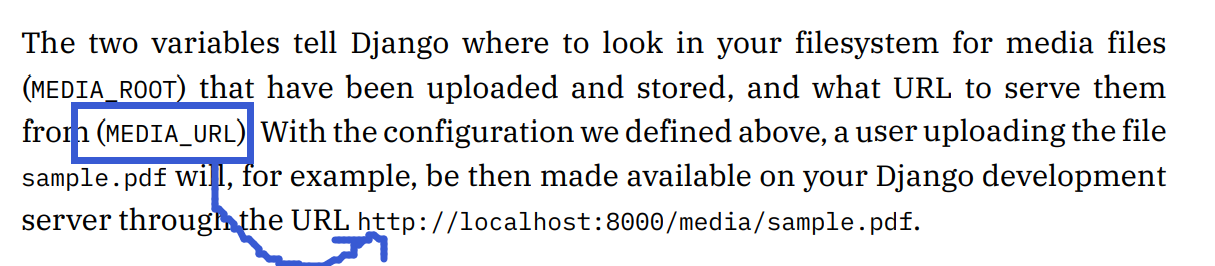 The two variables tell Django where to look in your filesystem for media files
(MEDIA_ROOT) that have been uploaded and stored, and what URL to serve them
from (MEDIA_URL). With the configuration we defined above, a user uploading the file
sample.pdf will, for example, be then made available on your Django development
server through the URL http://localhost:8000/media/sample.pdf.